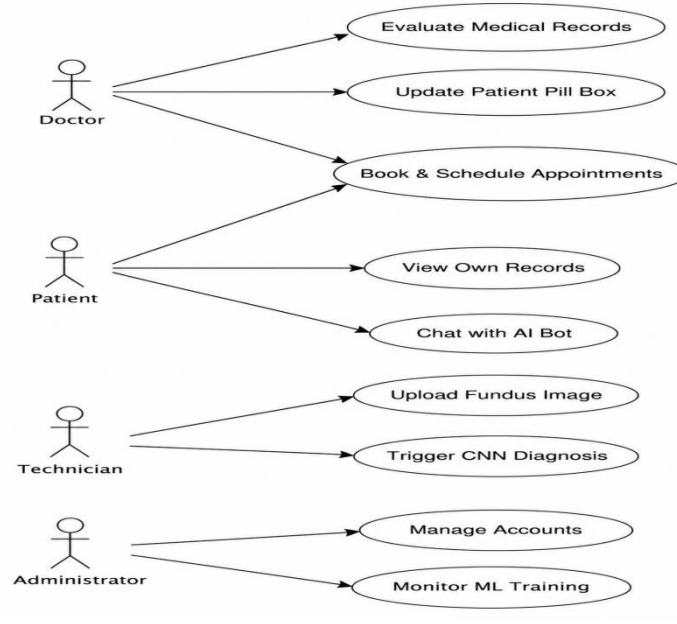 Evaluate Medical Records
Doctor
Update Patient Pill Box
Book & Schedule Appointments
Patient
View Own Records
Chat with AI Bot
Upload Fundus Image
Technician
Trigger CNN Diagnosis
Manage Accounts
Administrator
Monitor ML Training